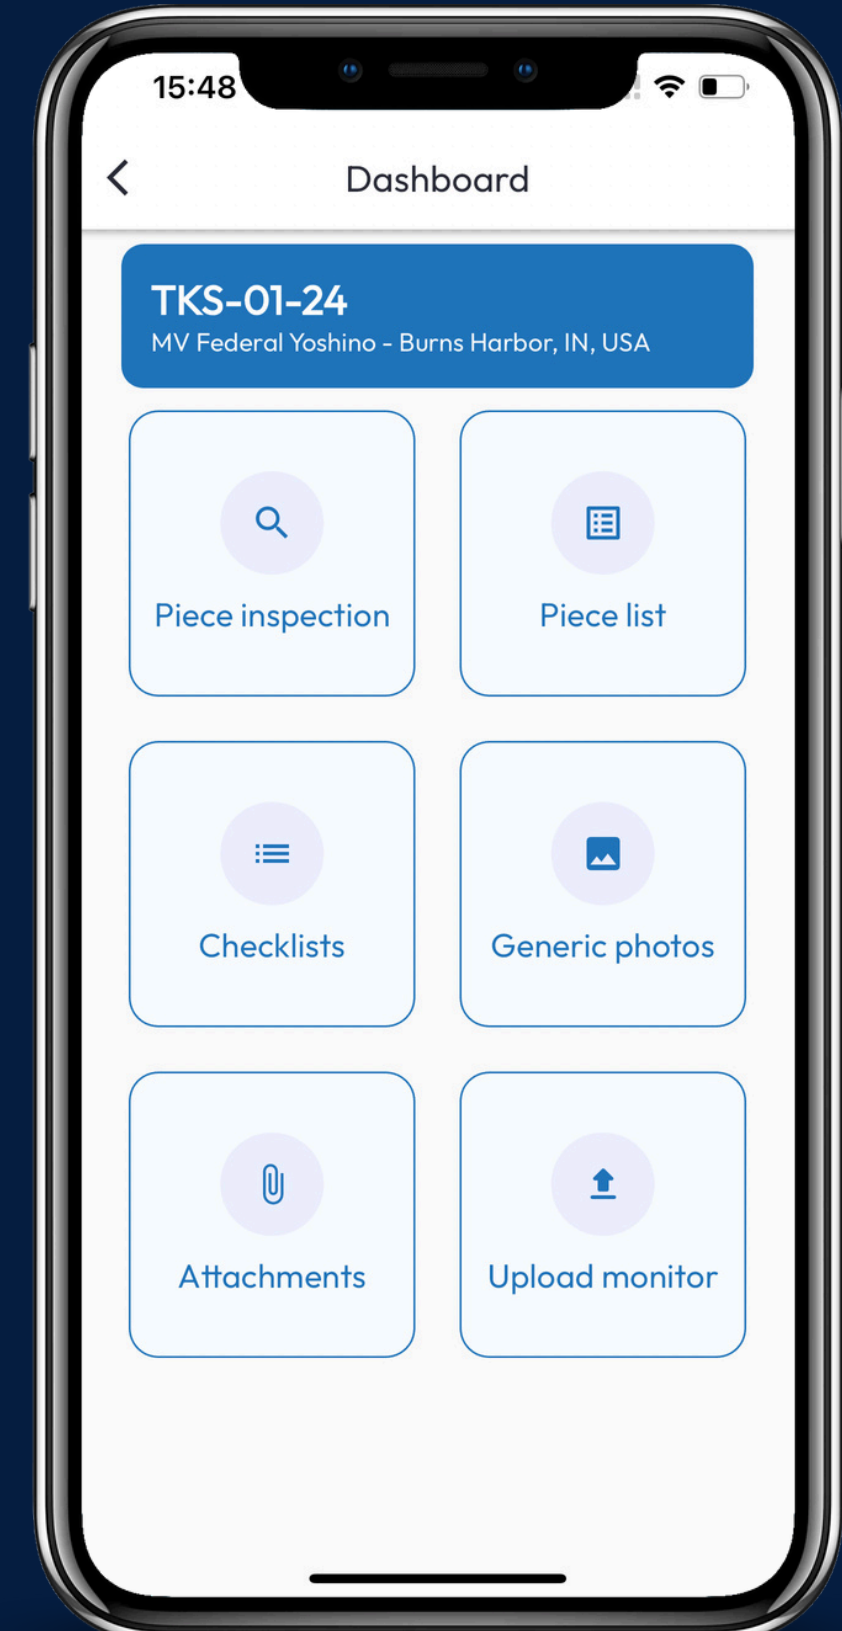 15:48
Dashboard
TKS-01-24
MV Federal Yoshino - Burns Harbor, IN, USA
Piece inspection
Piece list
Checklists
Generic photos
Attachments
Upload monitor